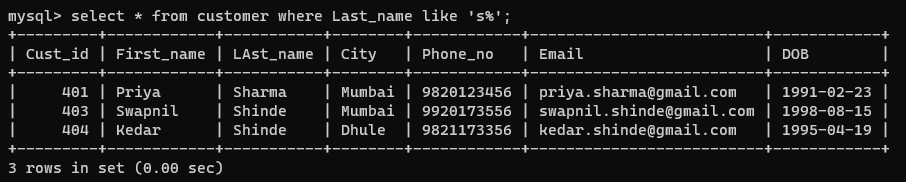 mysql> select * from customer where Last_name like 's%';
+---------+------------+-----------+--------+------------+--------------------------+------------+
| Cust_id | First_name | LAst_name | City   | Phone_no   | Email                    | DOB        |
+---------+------------+-----------+--------+------------+--------------------------+------------+
|     401 | Priya      | Sharma    | Mumbai | 9820123456 | priya.sharma@gmail.com   | 1991-02-23 |
|     403 | Swapnil    | Shinde    | Mumbai | 9920173556 | swapnil.shinde@gmail.com | 1998-08-15 |
|     404 | Kedar      | Shinde    | Dhule  | 9821173356 | kedar.shinde@gmail.com   | 1995-04-19 |
+---------+------------+-----------+--------+------------+--------------------------+------------+
3 rows in set (0.00 sec)